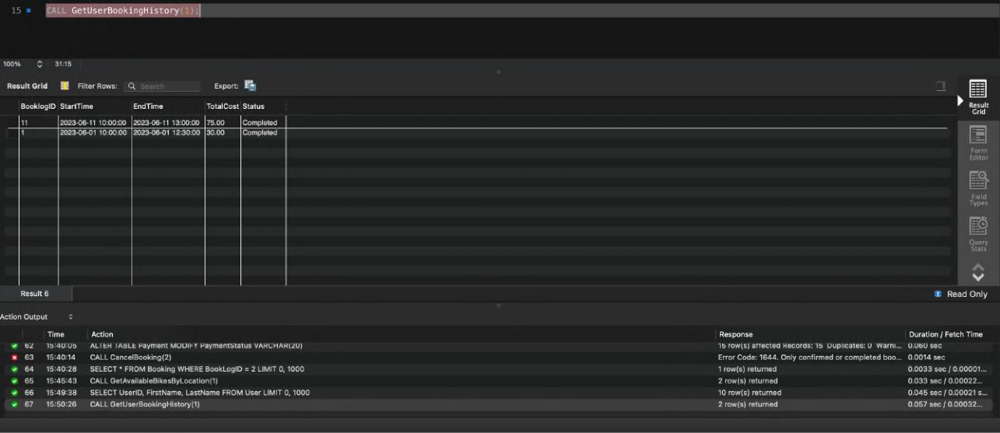 15 CALL GetUserBookingHistory(1);
100% 31:15
Result Grid Filter Rows: Search Export:
BooklogID StartTime EndTime TotalCost Status
11 2023-06-11 10:00:00 2023-06-11 13:00:00 75.00 Completed
1 2023-06-01 10:00:00 2023-06-01 12:30:00 30.00 Completed
Result
Grid
Form
Editor
Field
Types
Query
Stats
Result 6 Read Only
Action Output
Time Action Response Duration / Fetch Time
62 15:40:05 ALTER TABLE Payment MODIFY PaymentStatus VARCHAR(20) 15 row(s) affected Records: 15 Duplicates: 0 Warni... 0.060 sec
63 15:40:14 CALL CancelBooking(2) Error Code: 1644. Only confirmed or completed boo... 0.0014 sec
64 15:40:28 SELECT * FROM Booking WHERE BookLogID = 2 LIMIT 0, 1000 1 row(s) returned 0.0033 sec / 0.00001...
65 15:45:43 CALL GetAvailableBikesByLocation(1) 2 row(s) returned 0.033 sec / 0.00022...
66 15:49:38 SELECT UserID, FirstName, LastName FROM User LIMIT 0, 1000 10 row(s) returned 0.045 sec / 0.00021 s...
67 15:50:26 CALL GetUserBookingHistory(1) 2 row(s) returned 0.057 sec / 0.00032...